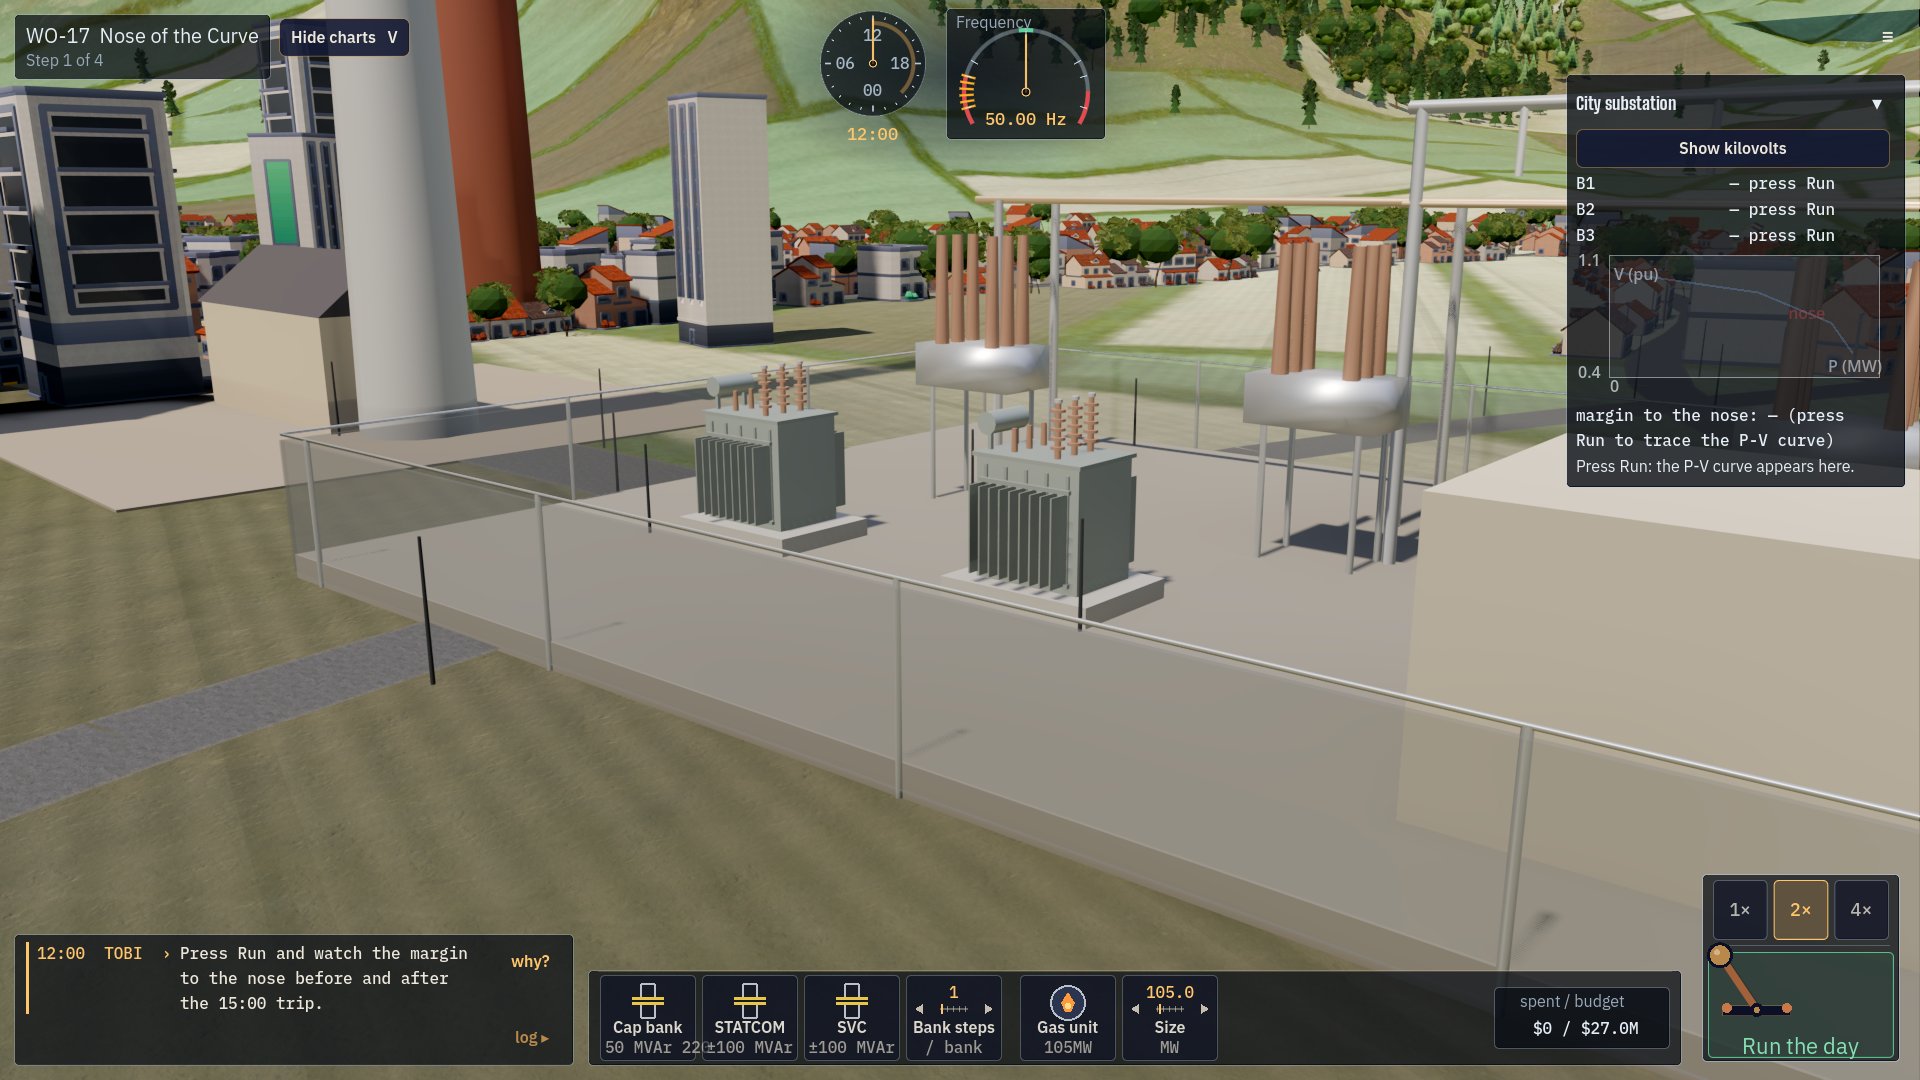 WO-17 Nose of the Curve
Step 1 of 4
Hide charts V
12
06 18
00
12:00
Frequency
50.00 Hz
≡
City substation ▼
Show kilovolts
B1 – press Run
B2 – press Run
B3 – press Run
1.1
V (pu)
nose
P (MW)
0.4
0
margin to the nose: – (press
Run to trace the P-V curve)
Press Run: the P-V curve appears here.
12:00 TOBI › Press Run and watch the margin
to the nose before and after
the 15:00 trip.
why?
log ▸
Cap bank
50 MVAr 220
STATCOM
±100 MVAr
SVC
±100 MVAr
1
Bank steps
/ bank
Gas unit
105MW
105.0
Size
MW
spent / budget
$0 / $27.0M
1× 2× 4×
Run the day